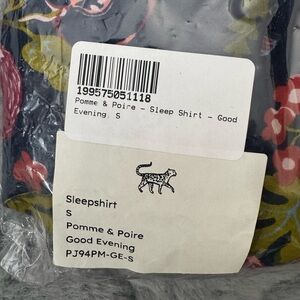 199575051118
Pomme & Poire - Sleep Shirt - Good
Evening, S
Sleepshirt
S
Pomme & Poire
Good Evening
PJ94PM-GE-S